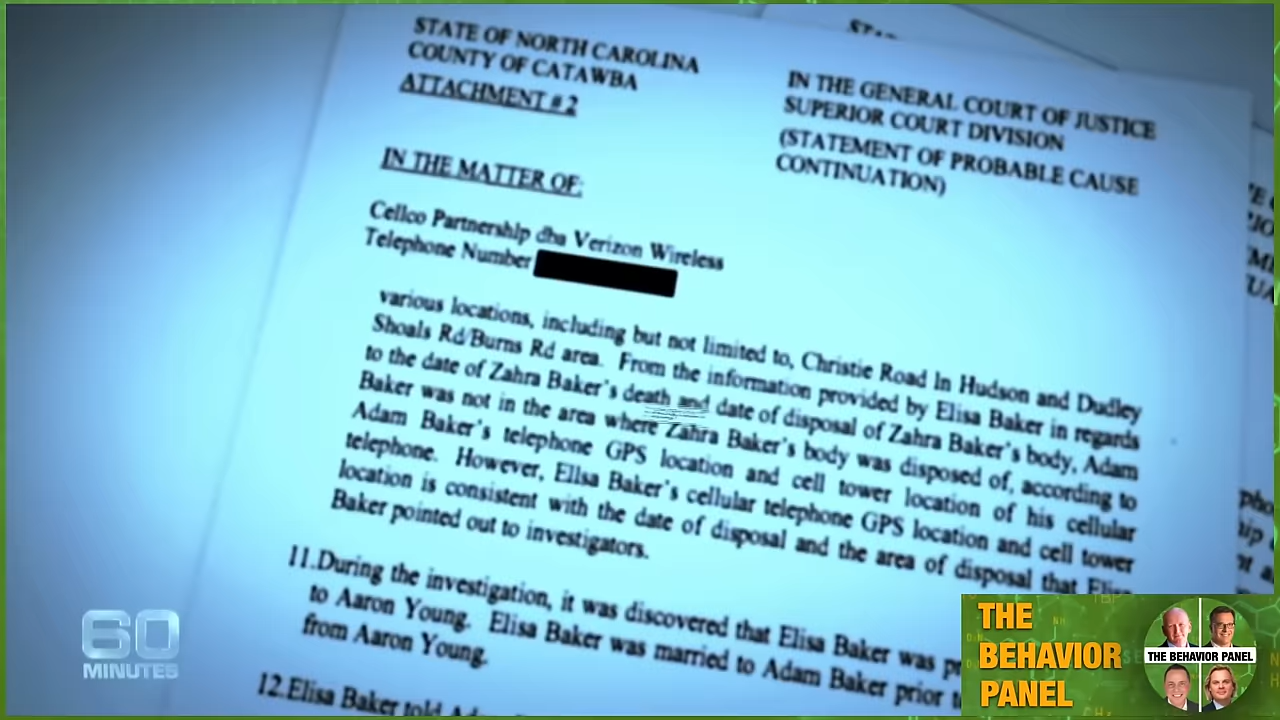 STATE OF NORTH CAROLINA
COUNTY OF CATAWBA
ATTACHMENT # 2
IN THE GENERAL COURT OF JUSTICE
SUPERIOR COURT DIVISION
(STATEMENT OF PROBABLE CAUSE
CONTINUATION)
IN THE MATTER OF:
Cellco Partnership dba Verizon Wireless
Telephone Number
various locations, including but not limited to, Christie Road In Hudson and Dudley
Shoals Rd/Burns Rd area. From the information provided by Elisa Baker in regards
to the date of Zahra Baker's death and date of disposal of Zahra Baker's body, Adam
Baker was not in the area where Zahra Baker's body was disposed of, according to
Adam Baker's telephone GPS location and cell tower location of his cellular
telephone. However, Elisa Baker's cellular telephone GPS location and cell tower
location is consistent with the date of disposal and the area of disposal that Elisa
Baker pointed out to investigators.
11.During the investigation, it was discovered that Elisa Baker was
to Aaron Young. Elisa Baker was married to Adam Baker prior
from Aaron Young.
12.Elisa Baker told
60
MINUTES
THE
BEHAVIOR
PANEL
THE BEHAVIOR PANEL